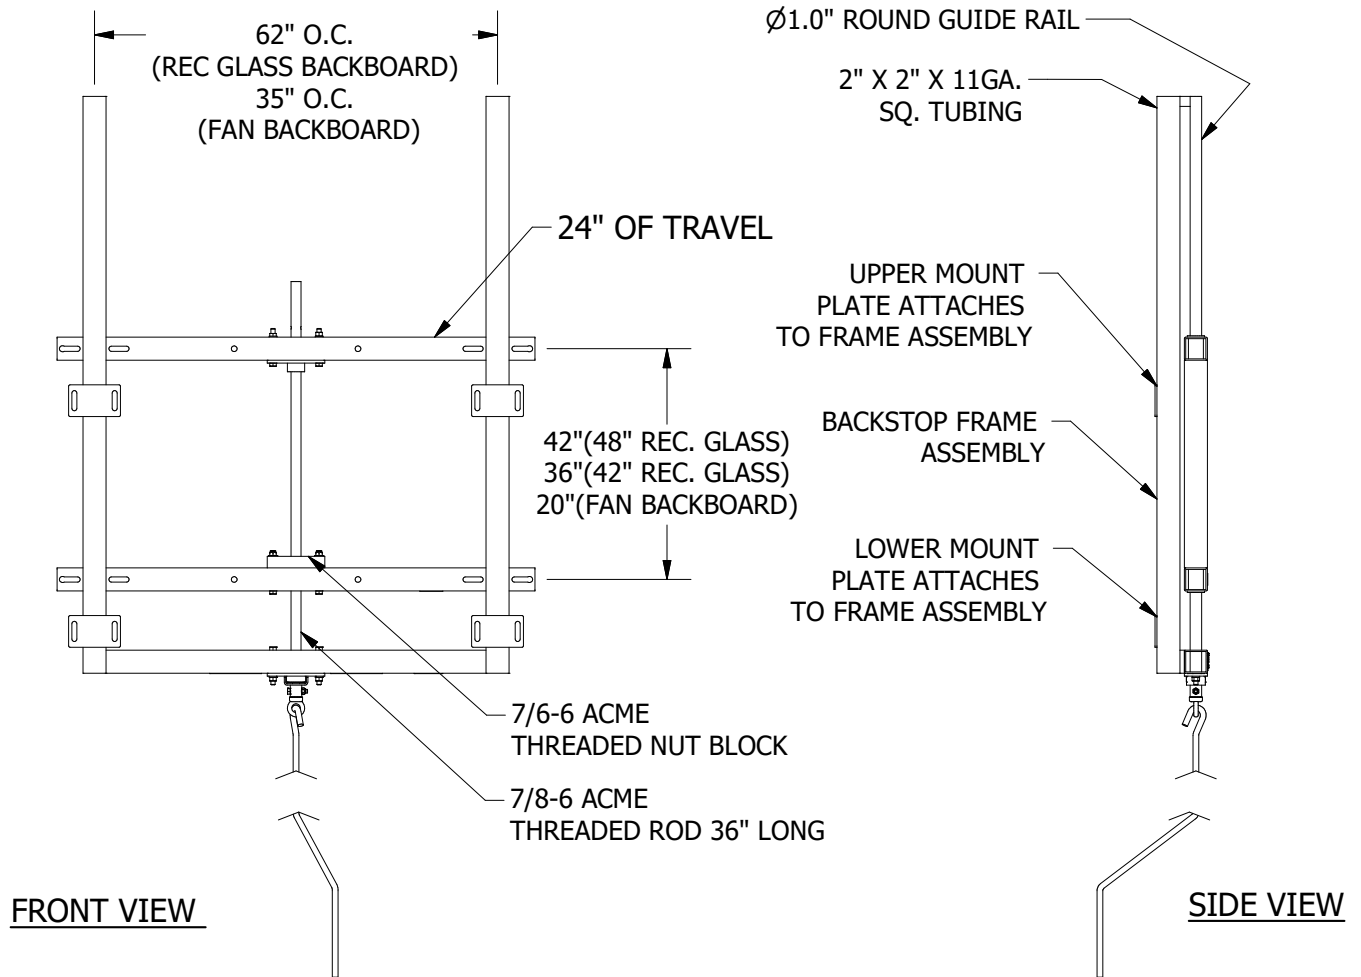 62" O.C.
(REC GLASS BACKBOARD)
35" O.C.
(FAN BACKBOARD)
Ø1.0" ROUND GUIDE RAIL
2" X 2" X 11GA.
SQ. TUBING
24" OF TRAVEL
UPPER MOUNT
PLATE ATTACHES
TO FRAME ASSEMBLY
42"(48" REC. GLASS)
36"(42" REC. GLASS)
20"(FAN BACKBOARD)
BACKSTOP FRAME
ASSEMBLY
LOWER MOUNT
PLATE ATTACHES
TO FRAME ASSEMBLY
7/6-6 ACME
THREADED NUT BLOCK
7/8-6 ACME
THREADED ROD 36" LONG
FRONT VIEW
SIDE VIEW